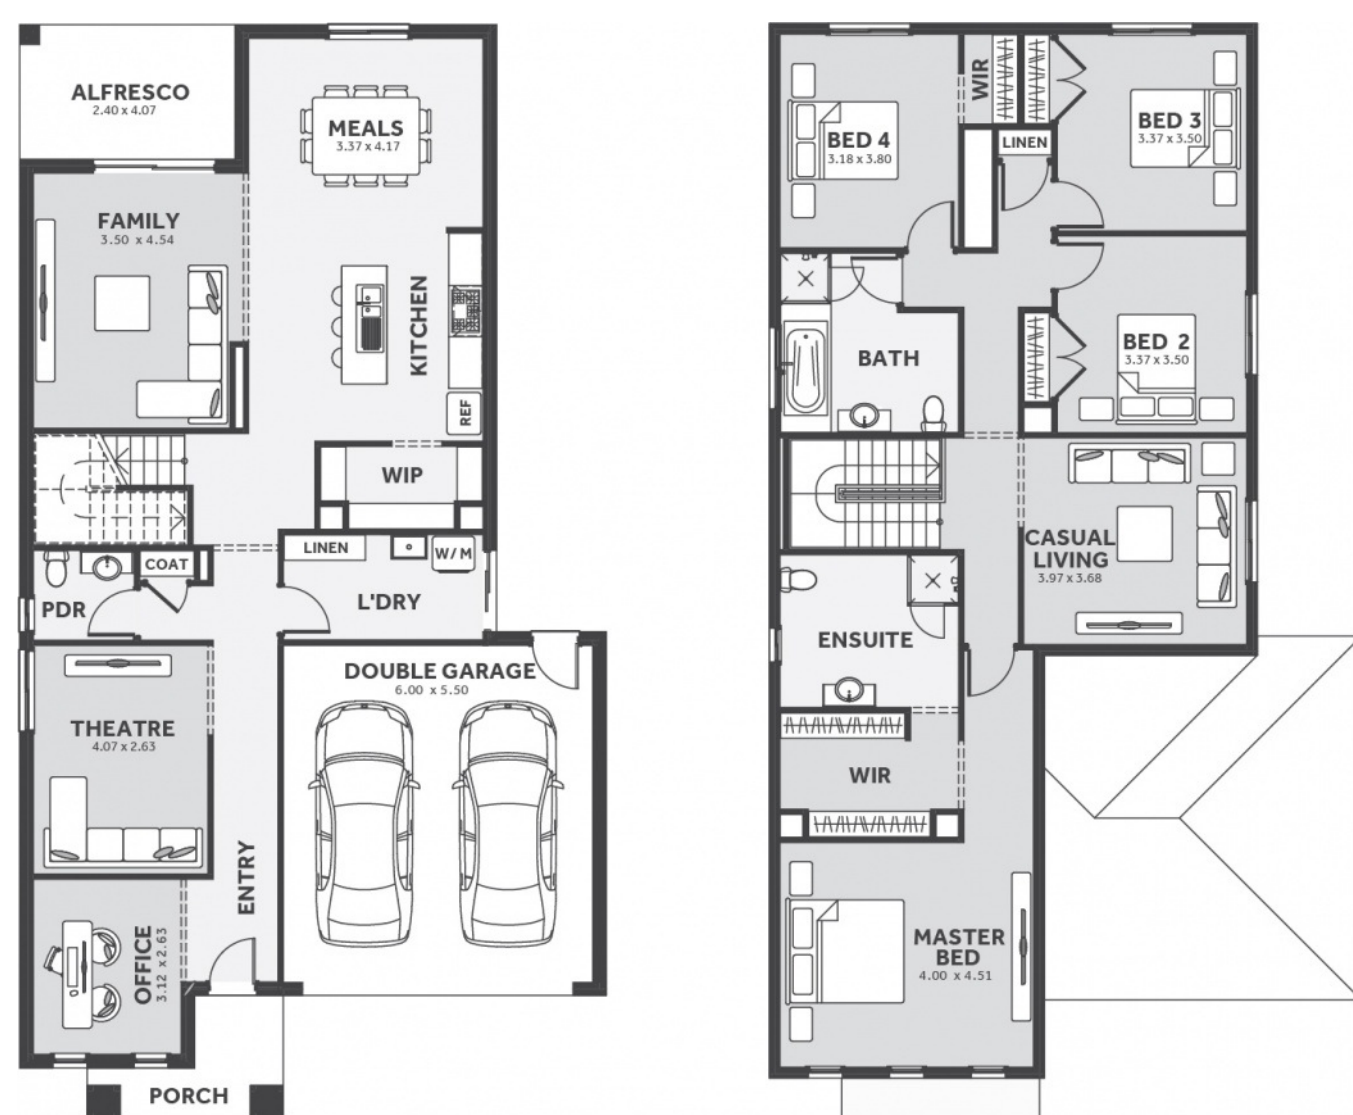 ALFRESCO
2.40 x 4.07
MEALS
3.37 x 4.17
FAMILY
3.50 x 4.54
KITCHEN
REF
WIP
LINEN
W/M
COAT
PDR
L'DRY
DOUBLE GARAGE
6.00 x 5.50
THEATRE
4.07 x 2.63
ENTRY
OFFICE
3.12 x 2.63
PORCH
WIR
BED 4
3.18 x 3.80
BED 3
3.37 x 3.50
LINEN
BED 2
3.37 x 3.50
BATH
CASUAL
LIVING
3.97 x 3.68
ENSUITE
WIR
MASTER
BED
4.00 x 4.51